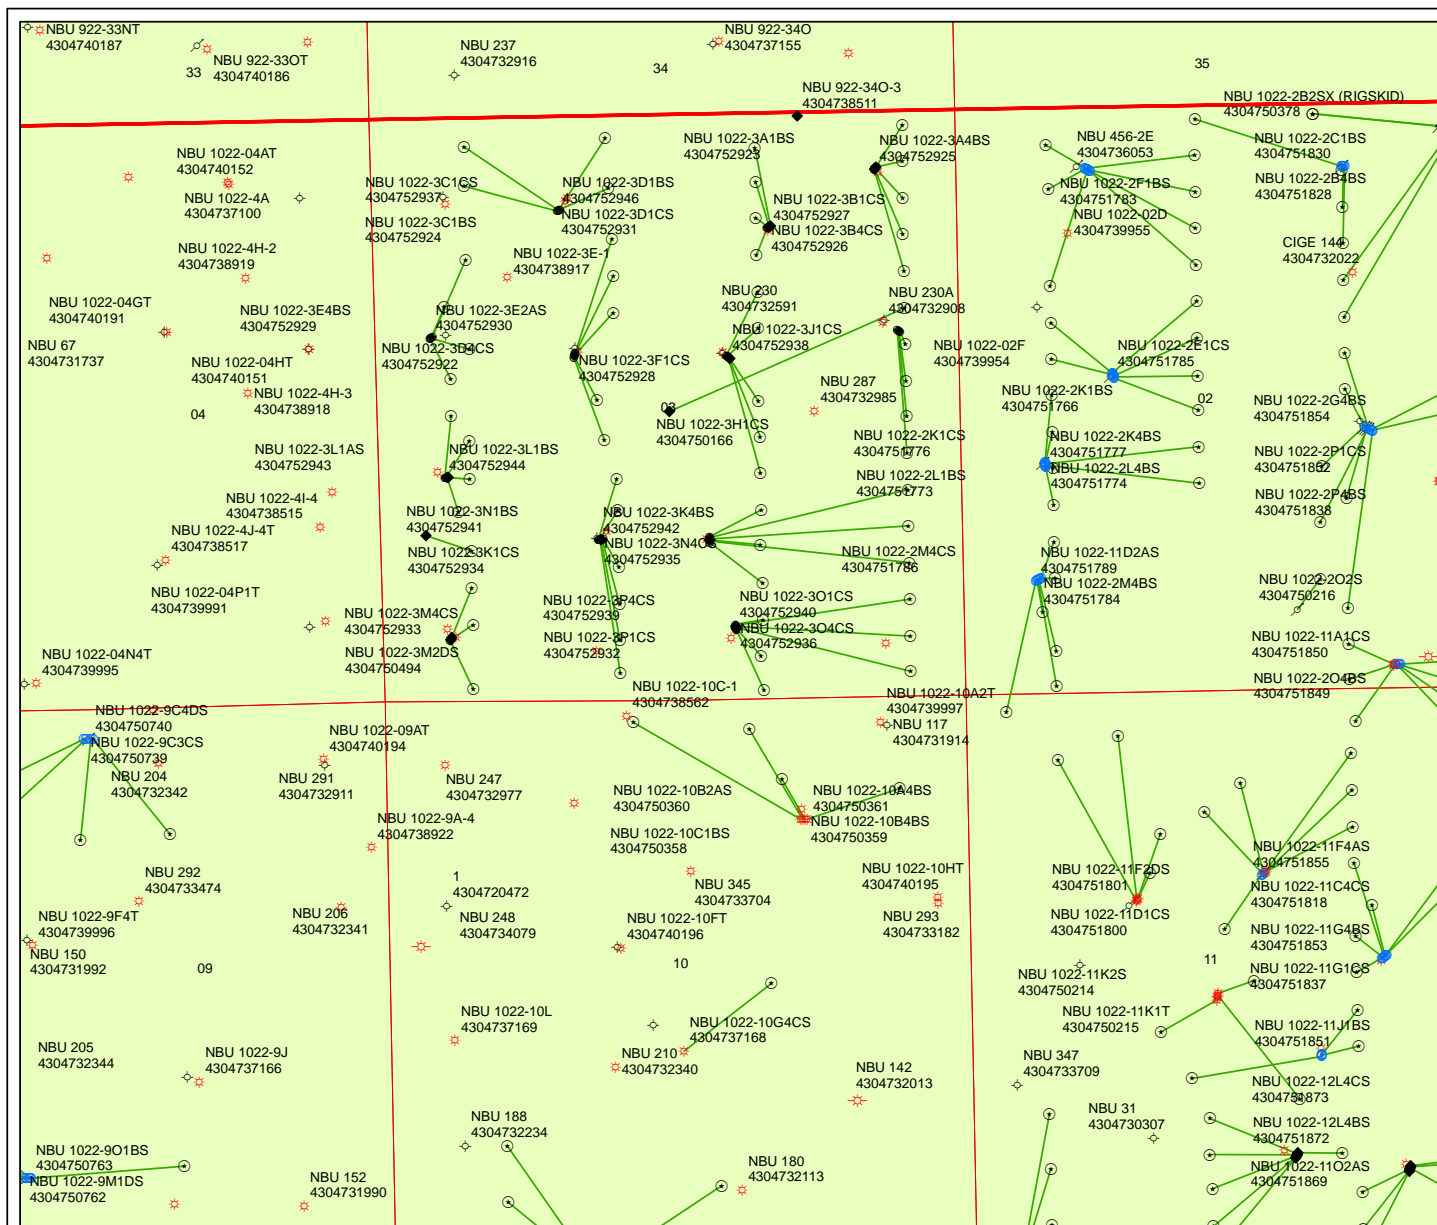 NBU 922-33NT
4304740187
NBU 922-33OT
4304740186
33
NBU 237
4304732916
34
NBU 922-34O
4304737155
35
NBU 922-34O-3
4304738511
NBU 1022-2B2SX (RIGSKID)
4304750378
NBU 1022-04AT
4304740152
NBU 1022-4A
4304737100
NBU 1022-3C1CS
4304752937
NBU 1022-3C1BS
4304752924
NBU 1022-3D1BS
4304752946
NBU 1022-3D1CS
4304752931
NBU 1022-3A1BS
4304752923
NBU 1022-3B1CS
4304752927
NBU 1022-3B4CS
4304752926
NBU 1022-3A4BS
4304752925
NBU 456-2E
4304736053
NBU 1022-2F1BS
4304751783
NBU 1022-02D
4304739955
NBU 1022-2C1BS
4304751830
NBU 1022-2B4BS
4304751828
CIGE 144
4304732022
NBU 1022-4H-2
4304738919
NBU 1022-3E-1
4304738917
NBU 1022-04GT
4304740191
NBU 1022-3E4BS
4304752929
NBU 1022-3E2AS
4304752930
NBU 1022-3D4CS
4304752922
NBU 230
4304732591
NBU 1022-3J1CS
4304752938
NBU 230A
4304732908
NBU 67
4304731737
NBU 1022-04HT
4304740151
NBU 1022-3F1CS
4304752928
NBU 1022-02F
4304739954
NBU 1022-2E1CS
4304751785
NBU 1022-4H-3
4304738918
04
03
02
NBU 287
4304732985
NBU 1022-2K1BS
4304751766
NBU 1022-2G4BS
4304751854
NBU 1022-3H1CS
4304750166
NBU 1022-2K1CS
4304751776
NBU 1022-2K4BS
4304751777
NBU 1022-2L4BS
4304751774
NBU 1022-2P1CS
4304751832
NBU 1022-2P4BS
4304751838
NBU 1022-3L1AS
4304752943
NBU 1022-3L1BS
4304752944
NBU 1022-2L1BS
4304751773
NBU 1022-4I-4
4304738515
NBU 1022-3N1BS
4304752941
NBU 1022-3K1CS
4304752934
NBU 1022-3K4BS
4304752942
NBU 1022-3N4CS
4304752935
NBU 1022-4J-4T
4304738517
NBU 1022-2M4CS
4304751786
NBU 1022-11D2AS
4304751789
NBU 1022-2M4BS
4304751784
NBU 1022-2O2S
4304750216
NBU 1022-04P1T
4304739991
NBU 1022-3M4CS
4304752933
NBU 1022-3M2DS
4304750494
NBU 1022-3P4CS
4304752939
NBU 1022-3P1CS
4304752932
NBU 1022-3O1CS
4304752940
NBU 1022-3O4CS
4304752936
NBU 1022-11A1CS
4304751850
NBU 1022-2O4BS
4304751849
NBU 1022-04N4T
4304739995
NBU 1022-10C-1
4304738562
NBU 1022-10A2T
4304739997
NBU 117
4304731914
NBU 1022-9C4DS
4304750740
NBU 1022-9C3CS
4304750739
NBU 204
4304732342
NBU 1022-09AT
4304740194
NBU 291
4304732911
NBU 247
4304732977
NBU 1022-10B2AS
4304750360
NBU 1022-10C1BS
4304750358
NBU 1022-10A4BS
4304750361
NBU 1022-10B4BS
4304750359
NBU 1022-9A-4
4304738922
NBU 1022-11F4AS
4304751855
NBU 1022-11C4CS
4304751818
NBU 1022-11F2DS
4304751801
NBU 1022-11D1CS
4304751800
NBU 292
4304733474
1
4304720472
NBU 345
4304733704
NBU 1022-10HT
4304740195
NBU 293
4304733182
NBU 206
4304732341
NBU 248
4304734079
NBU 1022-10FT
4304740196
NBU 1022-9F4T
4304739996
NBU 150
4304731992
NBU 1022-11G4BS
4304751853
NBU 1022-11G1CS
4304751837
09
10
11
NBU 1022-11K2S
4304750214
NBU 1022-11K1T
4304750215
NBU 1022-10L
4304737169
NBU 1022-10G4CS
4304737168
NBU 1022-11J1BS
4304751851
NBU 205
4304732344
NBU 1022-9J
4304737166
NBU 210
4304732340
NBU 142
4304732013
NBU 347
4304733709
NBU 1022-12L4CS
4304751873
NBU 188
4304732234
NBU 31
4304730307
NBU 1022-12L4BS
4304751872
NBU 1022-11O2AS
4304751869
NBU 1022-9O1BS
4304750763
NBU 1022-9M1DS
4304750762
NBU 152
4304731990
NBU 180
4304732113